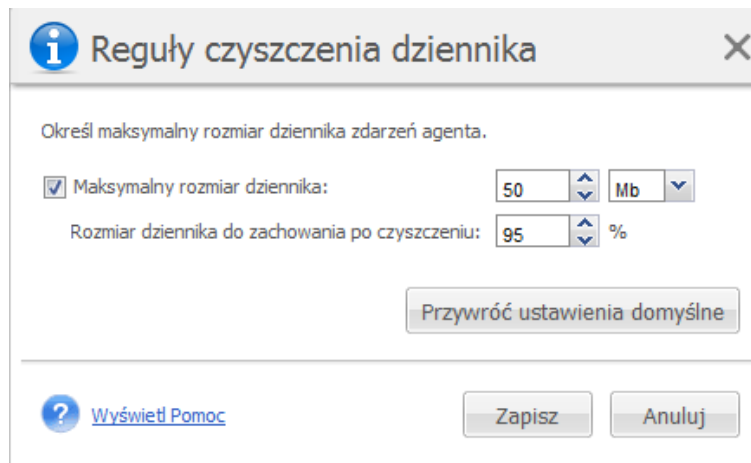 Reguły czyszczenia dziennika
Określ maksymalny rozmiar dziennika zdarzeń agenta.
Maksymalny rozmiar dziennika: 50 Mb
Rozmiar dziennika do zachowania po czyszczeniu: 95 %
Przywróć ustawienia domyślne
? Wyświetl Pomoc Zapisz Anuluj